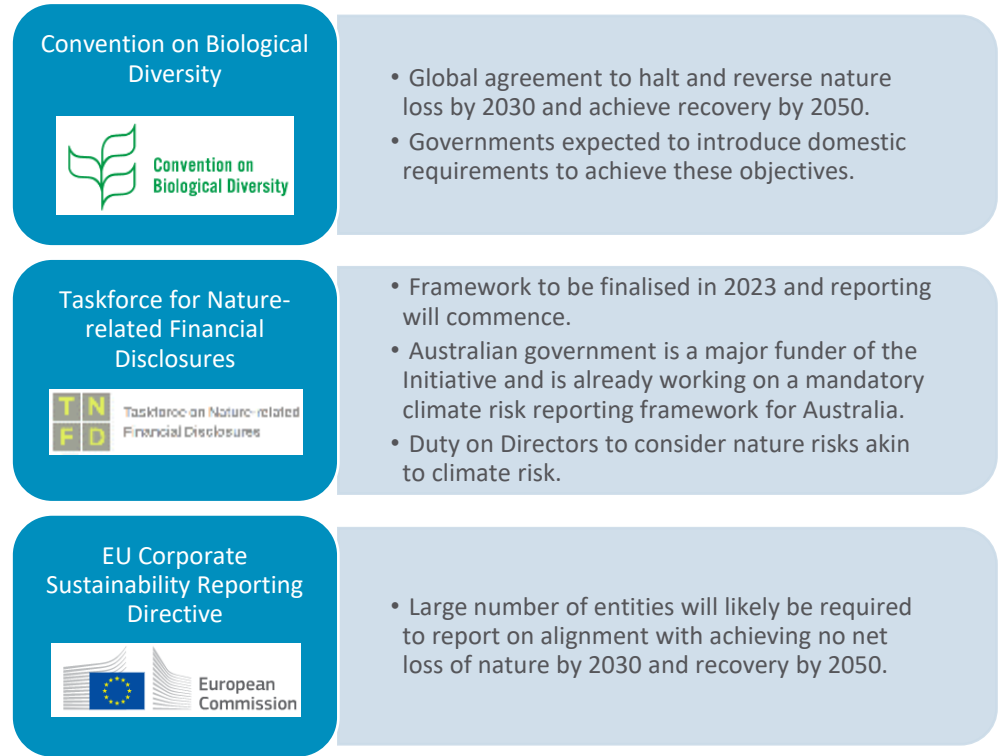 Convention on Biological
Diversity
Convention on
Biological Diversity
• Global agreement to halt and reverse nature
loss by 2030 and achieve recovery by 2050.
• Governments expected to introduce domestic
requirements to achieve these objectives.
Taskforce for Nature-
related Financial
Disclosures
T N
F D
Taskforce on Nature-related
Financial Disclosures
• Framework to be finalised in 2023 and reporting
will commence.
• Australian government is a major funder of the
Initiative and is already working on a mandatory
climate risk reporting framework for Australia.
• Duty on Directors to consider nature risks akin
to climate risk.
EU Corporate
Sustainability Reporting
Directive
European
Commission
• Large number of entities will likely be required
to report on alignment with achieving no net
loss of nature by 2030 and recovery by 2050.